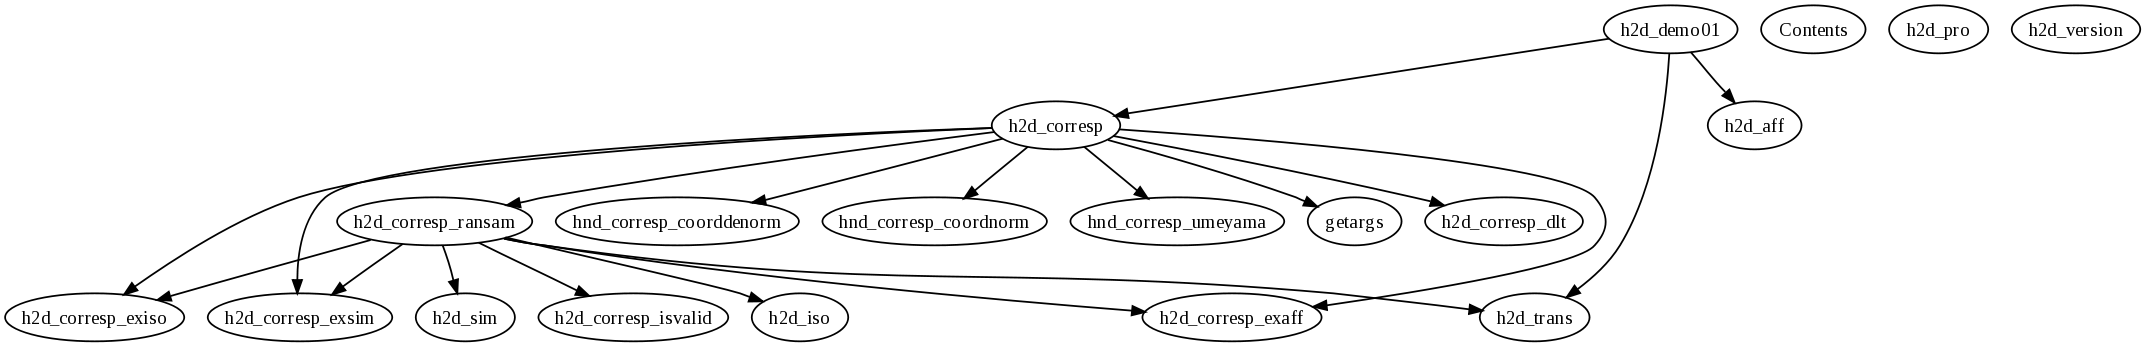 h2d_demo01
Contents
h2d_pro
h2d_version
h2d_corresp
h2d_aff
h2d_corresp_ransam
hnd_corresp_coorddenorm
hnd_corresp_coordnorm
hnd_corresp_umeyama
getargs
h2d_corresp_dlt
h2d_corresp_exiso
h2d_corresp_exsim
h2d_sim
h2d_corresp_isvalid
h2d_iso
h2d_corresp_exaff
h2d_trans